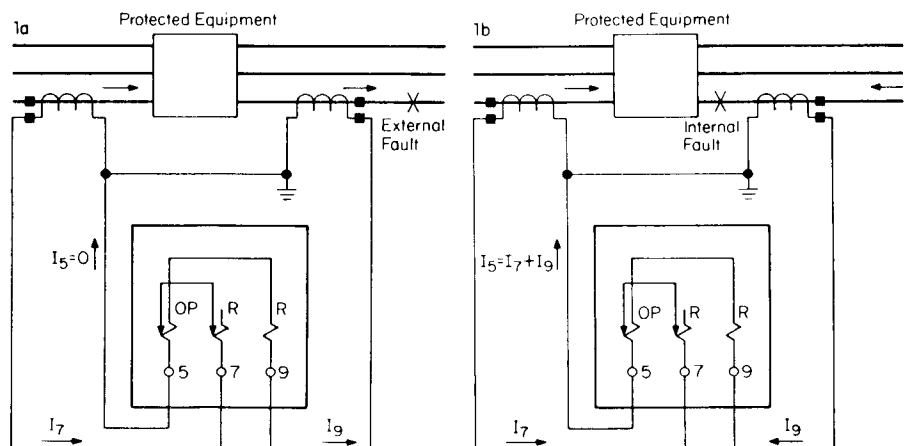 1a
Protected Equipment
External
Fault
I5=0
OP
R
R
5
7
9
I7
I9
1b
Protected Equipment
Internal
Fault
I5=I7+I9
OP
R
R
5
7
9
I7
I9